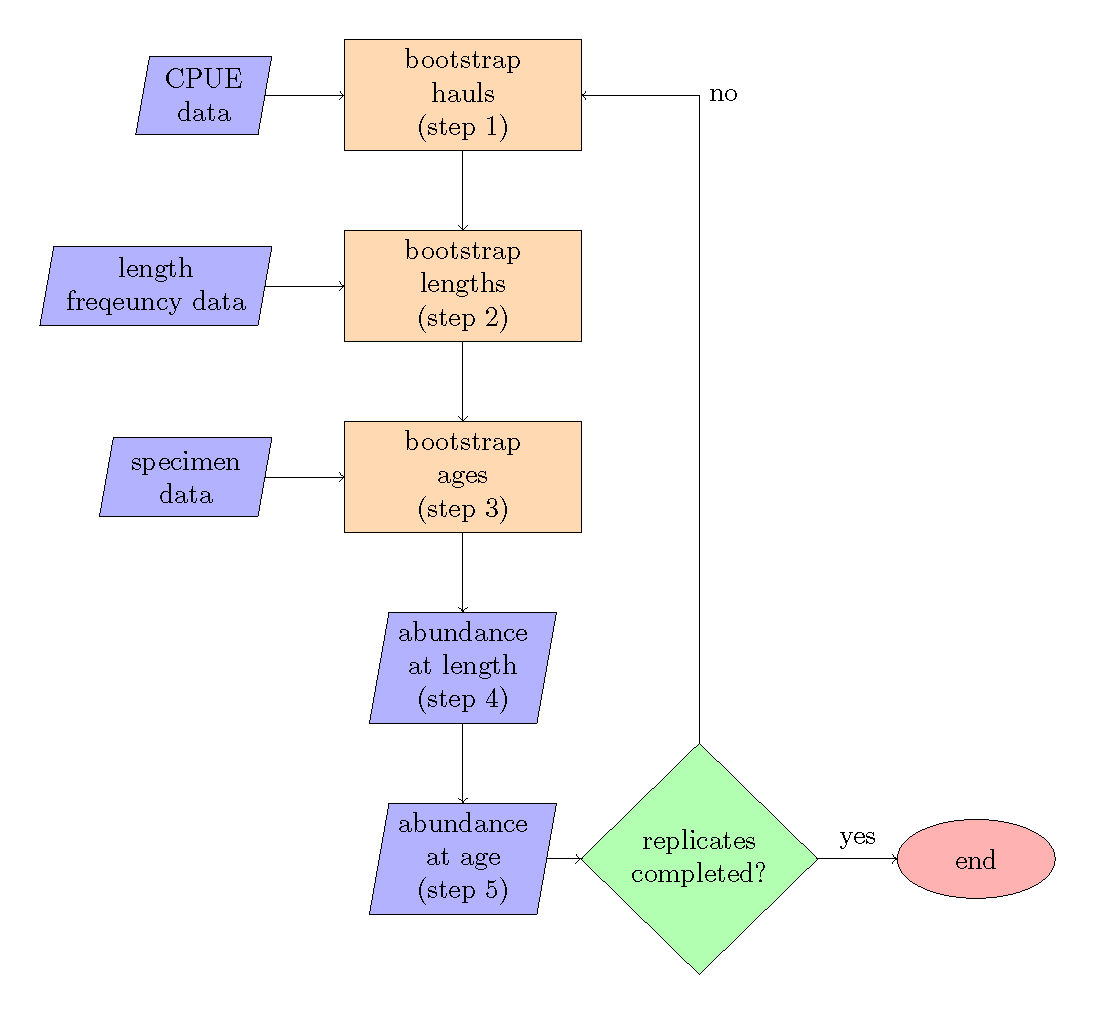 CPUE
data
bootstrap
hauls
(step 1)
no
length
freqeuncy data
bootstrap
lengths
(step 2)
specimen
data
bootstrap
ages
(step 3)
abundance
at length
(step 4)
abundance
at age
(step 5)
replicates
completed?
yes
end